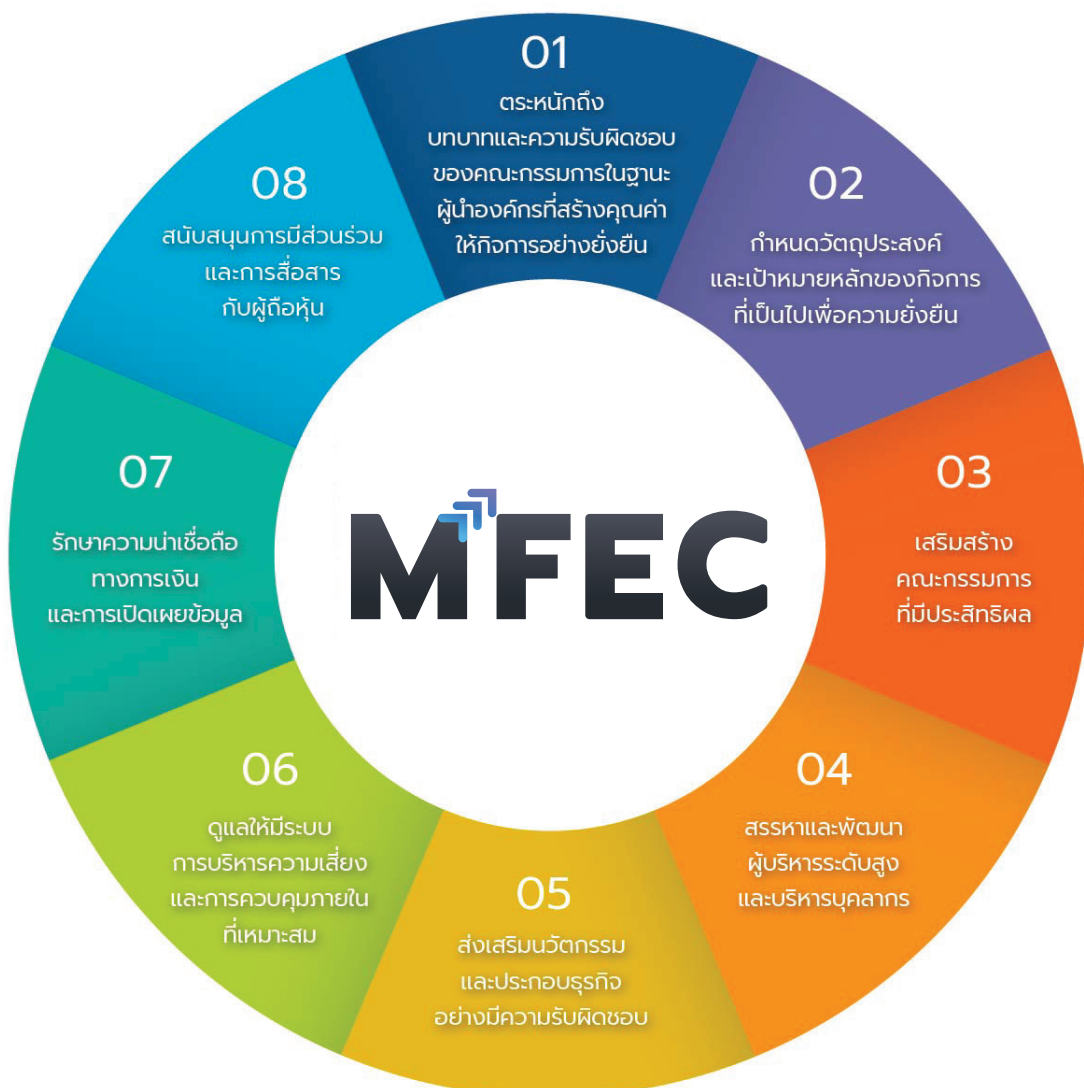 01
ตระหนักถึง
บทบาทและความรับผิดชอบ
ของคณะกรรมการในฐานะ
ผู้นำองค์กรที่สร้างคุณค่า
ให้กิจการอย่างยั่งยืน
02
กำหนดวัตถุประสงค์
และเป้าหมายหลักของกิจการ
ที่เป็นไปเพื่อความยั่งยืน
03
เสริมสร้าง
คณะกรรมการ
ที่มีประสิทธิผล
04
สรรหาและพัฒนา
ผู้บริหารระดับสูง
และบริหารบุคลากร
05
ส่งเสริมนวัตกรรม
และประกอบธุรกิจ
อย่างมีความรับผิดชอบ
06
ดูแลให้มีระบบ
การบริหารความเสี่ยง
และการควบคุมภายใน
ที่เหมาะสม
07
รักษาความน่าเชื่อถือ
ทางการเงิน
และการเปิดเผยข้อมูล
08
สนับสนุนการมีส่วนร่วม
และการสื่อสาร
กับผู้ถือหุ้น
MFEC